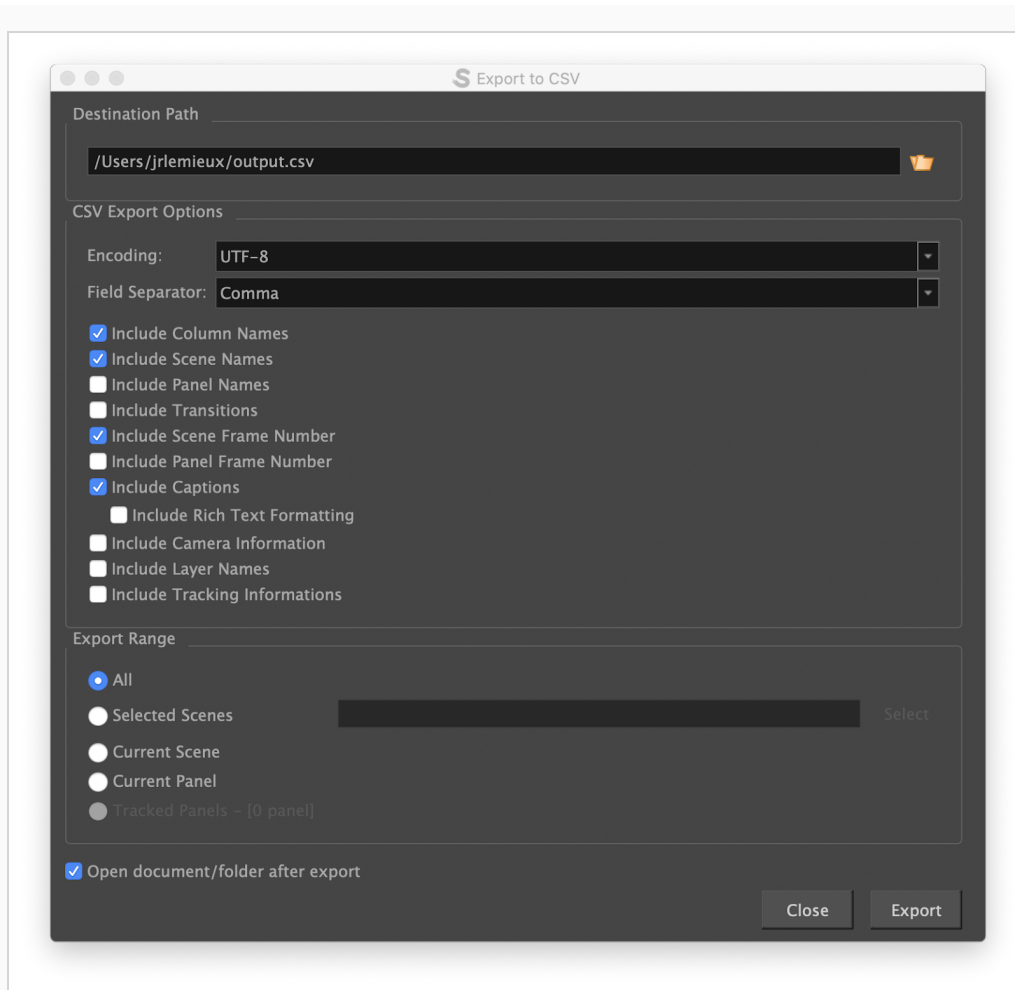 Export to CSV
Destination Path
/Users/jrlemieux/output.csv
CSV Export Options
Encoding: UTF-8
Field Separator: Comma
Include Column Names
Include Scene Names
Include Panel Names
Include Transitions
Include Scene Frame Number
Include Panel Frame Number
Include Captions
Include Rich Text Formatting
Include Camera Information
Include Layer Names
Include Tracking Informations
Export Range
All
Selected Scenes Select
Current Scene
Current Panel
Tracked Panels - [0 panel]
Open document/folder after export
Close Export